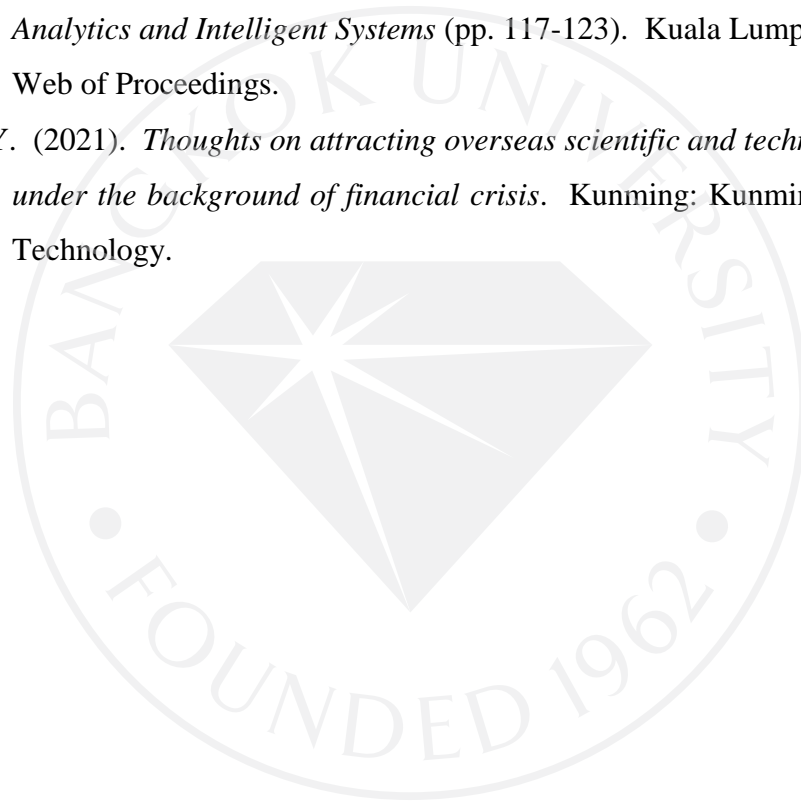 Analytics and Intelligent Systems (pp. 117-123).  Kuala Lump
Web of Proceedings.
Y.  (2021).  Thoughts on attracting overseas scientific and techn
under the background of financial crisis.  Kunming: Kunmin
Technology.
BANGKOK UNIVERSITY
• FOUNDED 1962 •